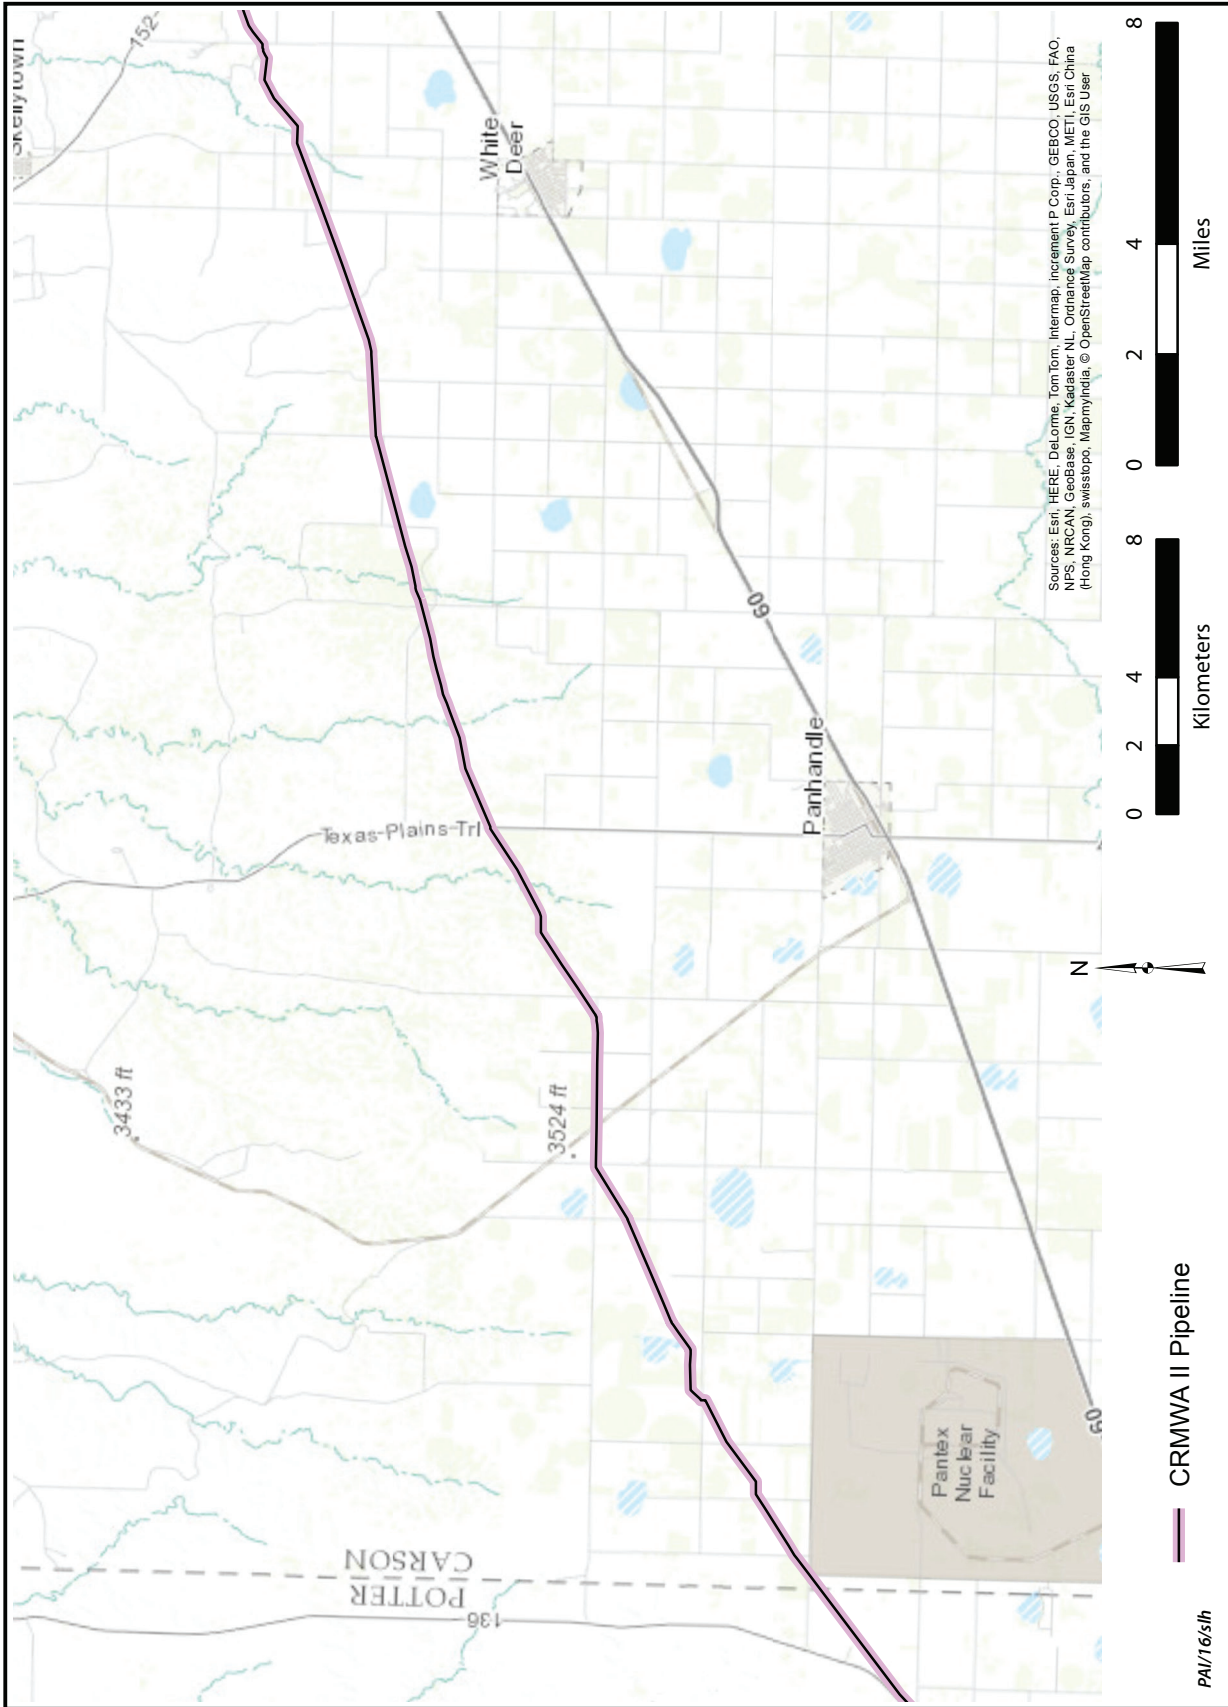 Skellytown
152
White
Deer
Texas-Plains-Trl
3433 ft
3524 ft
Panhandle
60
POTTER
CARSON
136
Pantex
Nuclear
Facility
60
Sources: Esri, HERE, DeLorme, TomTom, Intermap, increment P Corp., GEBCO, USGS, FAO,
NPS, NRCAN, GeoBase, IGN, Kadaster NL, Ordnance Survey, Esri Japan, METI, Esri China
(Hong Kong), swisstopo, MapmyIndia, © OpenStreetMap contributors, and the GIS User
N
CRMWA II Pipeline
0 2 4 8
Kilometers
0 2 4 8
Miles
PAI/16/slh